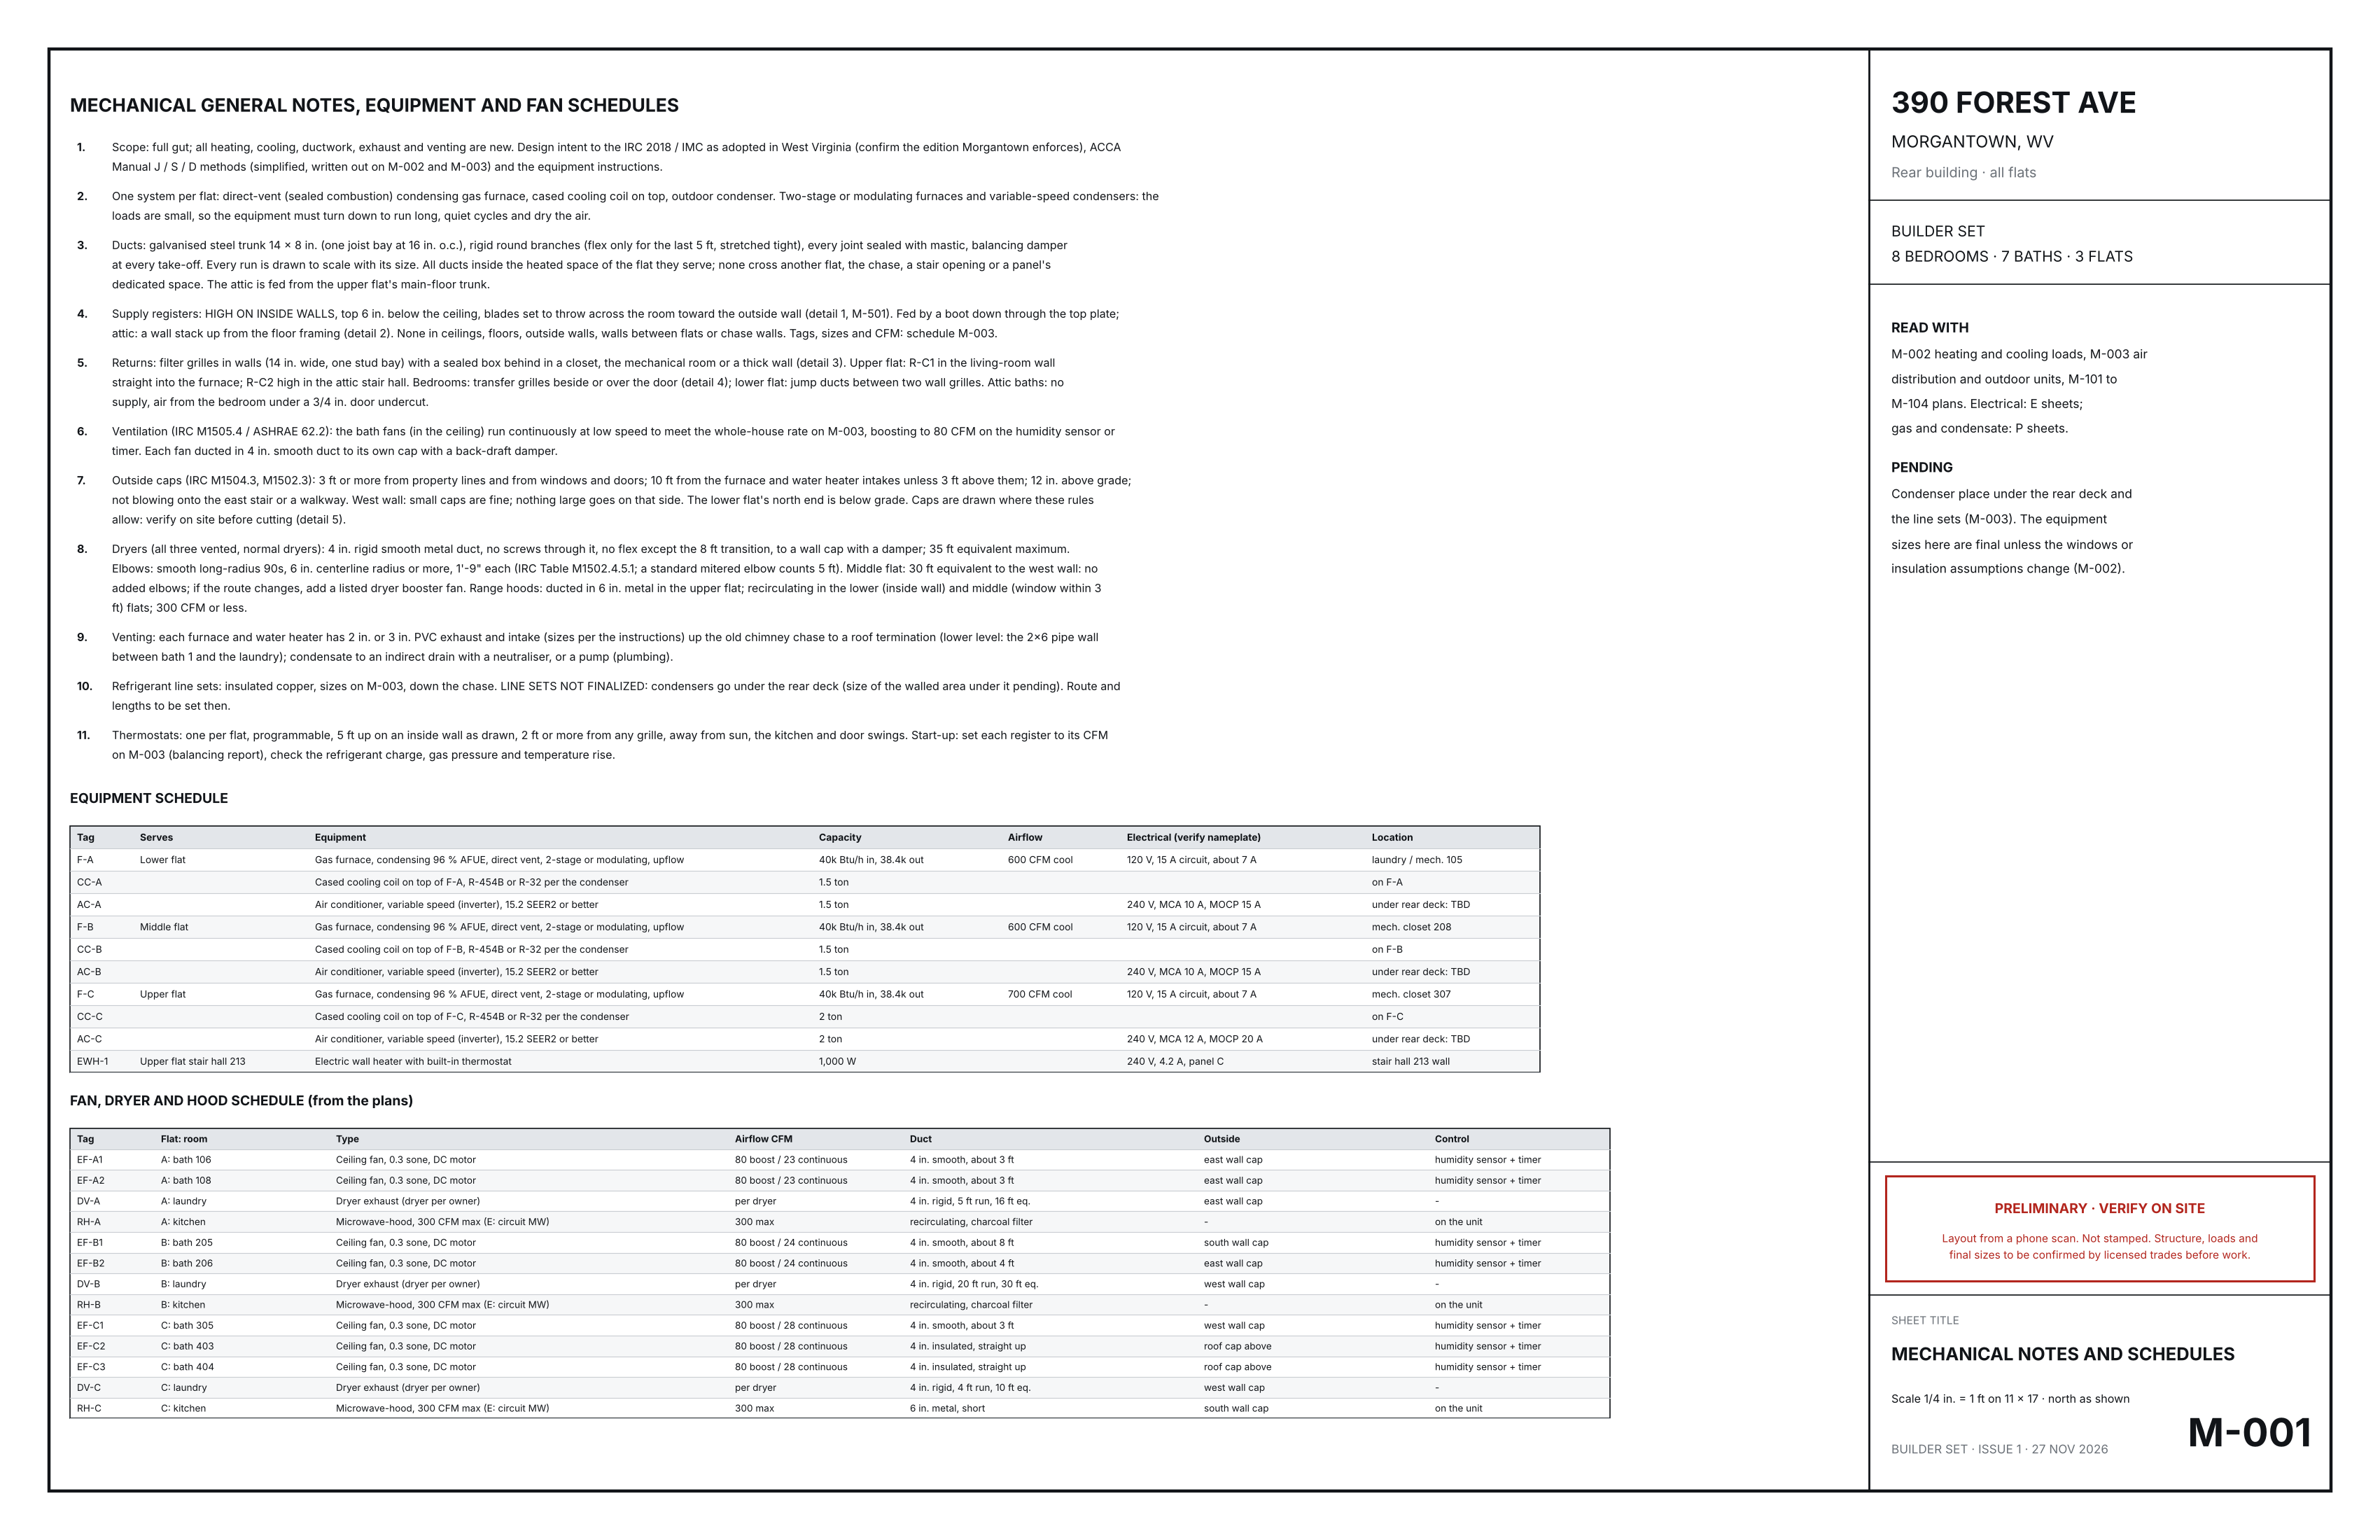 MECHANICAL GENERAL NOTES, EQUIPMENT AND FAN SCHEDULES
1. Scope: full gut; all heating, cooling, ductwork, exhaust and venting are new. Design intent to the IRC 2018 / IMC as adopted in West Virginia (confirm the edition Morgantown enforces), ACCA
Manual J / S / D methods (simplified, written out on M-002 and M-003) and the equipment instructions.
2. One system per flat: direct-vent (sealed combustion) condensing gas furnace, cased cooling coil on top, outdoor condenser. Two-stage or modulating furnaces and variable-speed condensers: the
loads are small, so the equipment must turn down to run long, quiet cycles and dry the air.
3. Ducts: galvanised steel trunk 14 × 8 in. (one joist bay at 16 in. o.c.), rigid round branches (flex only for the last 5 ft, stretched tight), every joint sealed with mastic, balancing damper
at every take-off. Every run is drawn to scale with its size. All ducts inside the heated space of the flat they serve; none cross another flat, the chase, a stair opening or a panel's
dedicated space. The attic is fed from the upper flat's main-floor trunk.
4. Supply registers: HIGH ON INSIDE WALLS, top 6 in. below the ceiling, blades set to throw across the room toward the outside wall (detail 1, M-501). Fed by a boot down through the top plate;
attic: a wall stack up from the floor framing (detail 2). None in ceilings, floors, outside walls, walls between flats or chase walls. Tags, sizes and CFM: schedule M-003.
5. Returns: filter grilles in walls (14 in. wide, one stud bay) with a sealed box behind in a closet, the mechanical room or a thick wall (detail 3). Upper flat: R-C1 in the living-room wall
straight into the furnace; R-C2 high in the attic stair hall. Bedrooms: transfer grilles beside or over the door (detail 4); lower flat: jump ducts between two wall grilles. Attic baths: no
supply, air from the bedroom under a 3/4 in. door undercut.
6. Ventilation (IRC M1505.4 / ASHRAE 62.2): the bath fans (in the ceiling) run continuously at low speed to meet the whole-house rate on M-003, boosting to 80 CFM on the humidity sensor or
timer. Each fan ducted in 4 in. smooth duct to its own cap with a back-draft damper.
7. Outside caps (IRC M1504.3, M1502.3): 3 ft or more from property lines and from windows and doors; 10 ft from the furnace and water heater intakes unless 3 ft above them; 12 in. above grade;
not blowing onto the east stair or a walkway. West wall: small caps are fine; nothing large goes on that side. The lower flat's north end is below grade. Caps are drawn where these rules
allow: verify on site before cutting (detail 5).
8. Dryers (all three vented, normal dryers): 4 in. rigid smooth metal duct, no screws through it, no flex except the 8 ft transition, to a wall cap with a damper; 35 ft equivalent maximum.
Elbows: smooth long-radius 90s, 6 in. centerline radius or more, 1'-9" each (IRC Table M1502.4.5.1; a standard mitered elbow counts 5 ft). Middle flat: 30 ft equivalent to the west wall: no
added elbows; if the route changes, add a listed dryer booster fan. Range hoods: ducted in 6 in. metal in the upper flat; recirculating in the lower (inside wall) and middle (window within 3
ft) flats; 300 CFM or less.
9. Venting: each furnace and water heater has 2 in. or 3 in. PVC exhaust and intake (sizes per the instructions) up the old chimney chase to a roof termination (lower level: the 2×6 pipe wall
between bath 1 and the laundry); condensate to an indirect drain with a neutraliser, or a pump (plumbing).
10. Refrigerant line sets: insulated copper, sizes on M-003, down the chase. LINE SETS NOT FINALIZED: condensers go under the rear deck (size of the walled area under it pending). Route and
lengths to be set then.
11. Thermostats: one per flat, programmable, 5 ft up on an inside wall as drawn, 2 ft or more from any grille, away from sun, the kitchen and door swings. Start-up: set each register to its CFM
on M-003 (balancing report), check the refrigerant charge, gas pressure and temperature rise.
EQUIPMENT SCHEDULE
Tag Serves Equipment Capacity Airflow Electrical (verify nameplate) Location
F-A Lower flat Gas furnace, condensing 96 % AFUE, direct vent, 2-stage or modulating, upflow 40k Btu/h in, 38.4k out 600 CFM cool 120 V, 15 A circuit, about 7 A laundry / mech. 105
CC-A Cased cooling coil on top of F-A, R-454B or R-32 per the condenser 1.5 ton on F-A
AC-A Air conditioner, variable speed (inverter), 15.2 SEER2 or better 1.5 ton 240 V, MCA 10 A, MOCP 15 A under rear deck: TBD
F-B Middle flat Gas furnace, condensing 96 % AFUE, direct vent, 2-stage or modulating, upflow 40k Btu/h in, 38.4k out 600 CFM cool 120 V, 15 A circuit, about 7 A mech. closet 208
CC-B Cased cooling coil on top of F-B, R-454B or R-32 per the condenser 1.5 ton on F-B
AC-B Air conditioner, variable speed (inverter), 15.2 SEER2 or better 1.5 ton 240 V, MCA 10 A, MOCP 15 A under rear deck: TBD
F-C Upper flat Gas furnace, condensing 96 % AFUE, direct vent, 2-stage or modulating, upflow 40k Btu/h in, 38.4k out 700 CFM cool 120 V, 15 A circuit, about 7 A mech. closet 307
CC-C Cased cooling coil on top of F-C, R-454B or R-32 per the condenser 2 ton on F-C
AC-C Air conditioner, variable speed (inverter), 15.2 SEER2 or better 2 ton 240 V, MCA 12 A, MOCP 20 A under rear deck: TBD
EWH-1 Upper flat stair hall 213 Electric wall heater with built-in thermostat 1,000 W 240 V, 4.2 A, panel C stair hall 213 wall
FAN, DRYER AND HOOD SCHEDULE (from the plans)
Tag Flat: room Type Airflow CFM Duct Outside Control
EF-A1 A: bath 106 Ceiling fan, 0.3 sone, DC motor 80 boost / 23 continuous 4 in. smooth, about 3 ft east wall cap humidity sensor + timer
EF-A2 A: bath 108 Ceiling fan, 0.3 sone, DC motor 80 boost / 23 continuous 4 in. smooth, about 3 ft east wall cap humidity sensor + timer
DV-A A: laundry Dryer exhaust (dryer per owner) per dryer 4 in. rigid, 5 ft run, 16 ft eq. east wall cap -
RH-A A: kitchen Microwave-hood, 300 CFM max (E: circuit MW) 300 max recirculating, charcoal filter - on the unit
EF-B1 B: bath 205 Ceiling fan, 0.3 sone, DC motor 80 boost / 24 continuous 4 in. smooth, about 8 ft south wall cap humidity sensor + timer
EF-B2 B: bath 206 Ceiling fan, 0.3 sone, DC motor 80 boost / 24 continuous 4 in. smooth, about 4 ft west wall cap humidity sensor + timer
DV-B B: laundry Dryer exhaust (dryer per owner) per dryer 4 in. rigid, 20 ft run, 30 ft eq. west wall cap -
RH-B B: kitchen Microwave-hood, 300 CFM max (E: circuit MW) 300 max recirculating, charcoal filter - on the unit
EF-C1 C: bath 305 Ceiling fan, 0.3 sone, DC motor 80 boost / 28 continuous 4 in. smooth, about 3 ft west wall cap humidity sensor + timer
EF-C2 C: bath 403 Ceiling fan, 0.3 sone, DC motor 80 boost / 28 continuous 4 in. insulated, straight up roof cap above humidity sensor + timer
EF-C3 C: bath 404 Ceiling fan, 0.3 sone, DC motor 80 boost / 28 continuous 4 in. insulated, straight up roof cap above humidity sensor + timer
DV-C C: laundry Dryer exhaust (dryer per owner) per dryer 4 in. rigid, 4 ft run, 10 ft eq. west wall cap -
RH-C C: kitchen Microwave-hood, 300 CFM max (E: circuit MW) 300 max 6 in. metal, short south wall cap on the unit
390 FOREST AVE
MORGANTOWN, WV
Rear building · all flats
BUILDER SET
8 BEDROOMS · 7 BATHS · 3 FLATS
READ WITH
M-002 heating and cooling loads, M-003 air
distribution and outdoor units, M-101 to
M-104 plans. Electrical: E sheets;
gas and condensate: P sheets.
PENDING
Condenser place under the rear deck and
the line sets (M-003). The equipment
sizes here are final unless the windows or
insulation assumptions change (M-002).
PRELIMINARY · VERIFY ON SITE
Layout from a phone scan. Not stamped. Structure, loads and
final sizes to be confirmed by licensed trades before work.
SHEET TITLE
MECHANICAL NOTES AND SCHEDULES
Scale 1/4 in. = 1 ft on 11 × 17 · north as shown
BUILDER SET · ISSUE 1 · 27 NOV 2026
M-001